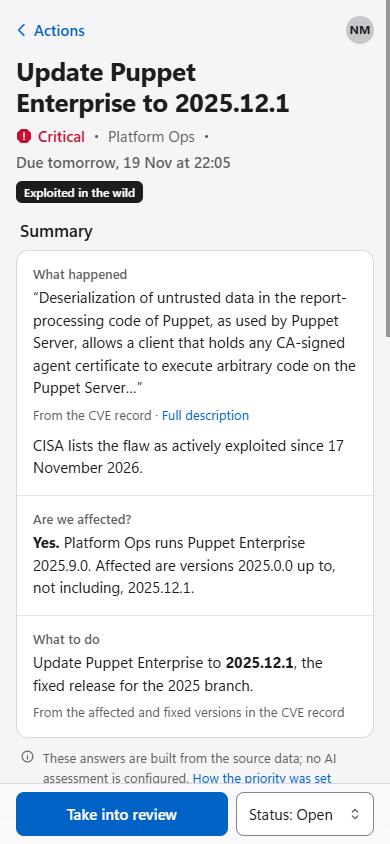 Actions
NM
Update Puppet
Enterprise to 2025.12.1
Critical • Platform Ops •
Due tomorrow, 19 Nov at 22:05
Exploited in the wild
Summary
What happened
“Deserialization of untrusted data in the report-
processing code of Puppet, as used by Puppet
Server, allows a client that holds any CA-signed
agent certificate to execute arbitrary code on the
Puppet Server…”
From the CVE record · Full description
CISA lists the flaw as actively exploited since 17
November 2026.
Are we affected?
Yes. Platform Ops runs Puppet Enterprise
2025.9.0. Affected are versions 2025.0.0 up to,
not including, 2025.12.1.
What to do
Update Puppet Enterprise to 2025.12.1, the
fixed release for the 2025 branch.
From the affected and fixed versions in the CVE record
These answers are built from the source data; no AI
assessment is configured. How the priority was set
Take into review
Status: Open